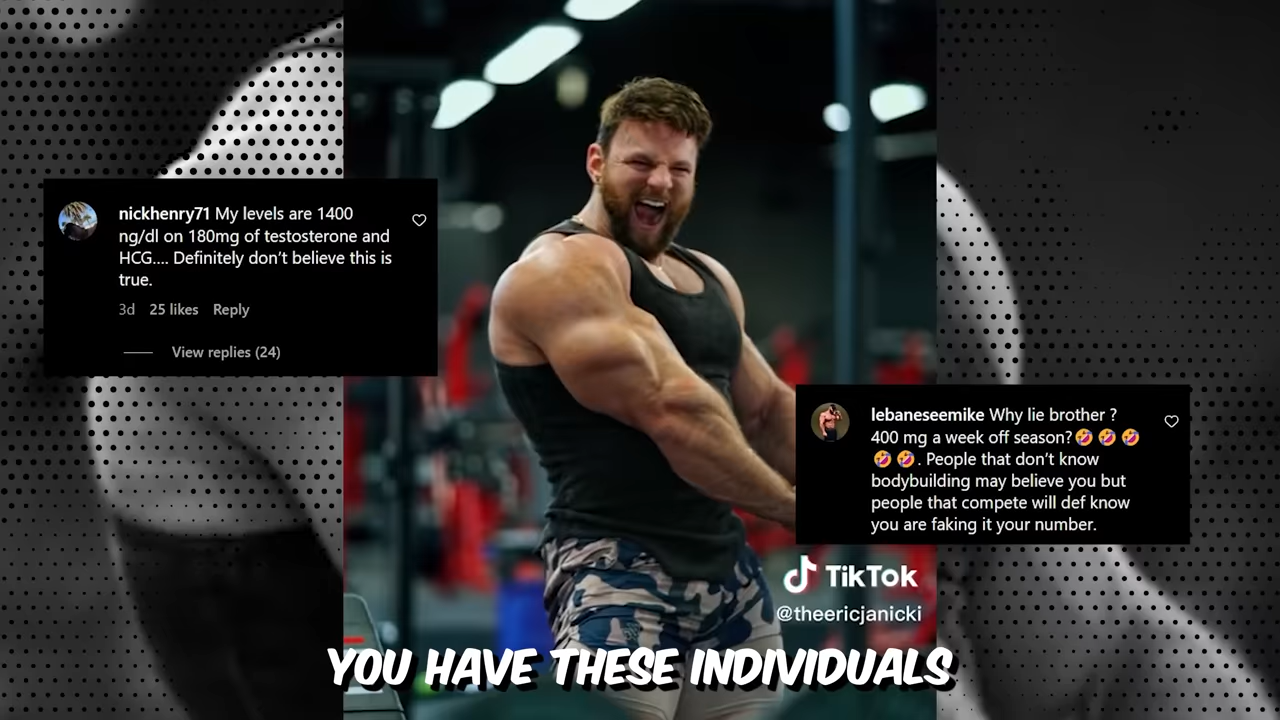 nickhenry71 My levels are 1400
ng/dl on 180mg of testosterone and
HCG.... Definitely don't believe this is
true.
3d 25 likes Reply
View replies (24)
lebaneseemike Why lie brother ?
400 mg a week off season?🤣🤣🤣
🤣🤣. People that don't know
bodybuilding may believe you but
people that compete will def know
you are faking it your number.
TikTok
@theericjanicki
YOU HAVE THESE INDIVIDUALS